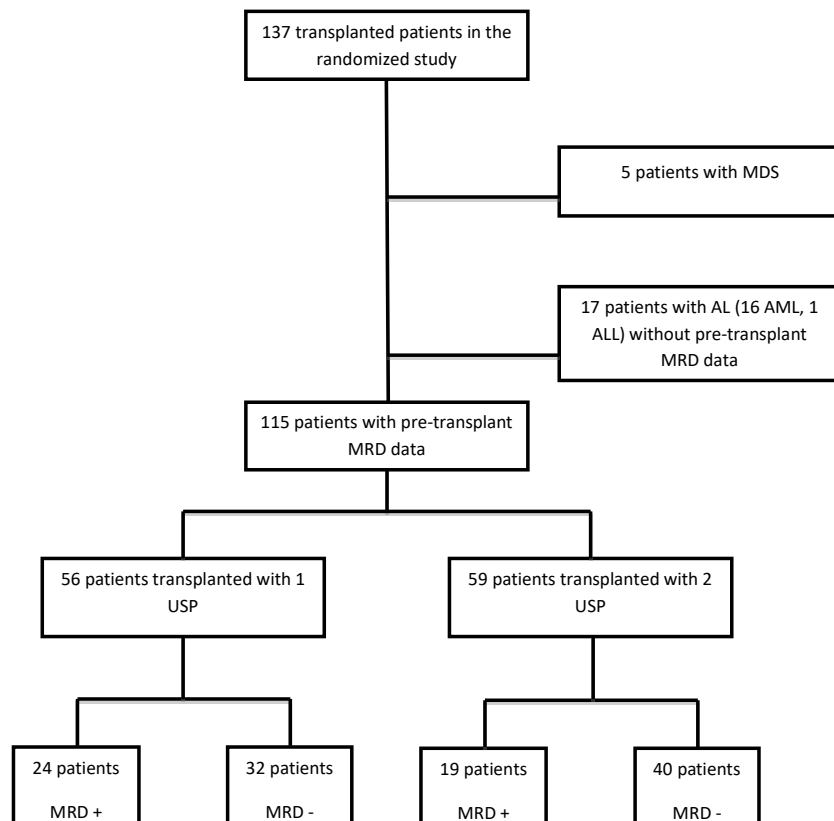 137 transplanted patients in the
randomized study
5 patients with MDS
17 patients with AL (16 AML, 1
ALL) without pre-transplant
MRD data
115 patients with pre-transplant
MRD data
56 patients transplanted with 1
USP
59 patients transplanted with 2
USP
24 patients
MRD +
32 patients
MRD -
19 patients
MRD +
40 patients
MRD -